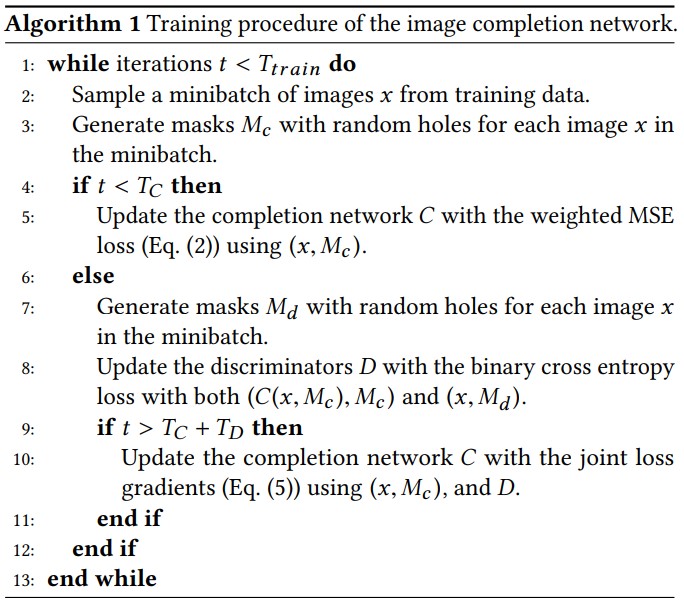 Algorithm 1 Training procedure of the image completion network.
1: while iterations t < T_train do
2: Sample a minibatch of images x from training data.
3: Generate masks M_c with random holes for each image x in
the minibatch.
4: if t < T_C then
5: Update the completion network C with the weighted MSE
loss (Eq. (2)) using (x, M_c).
6: else
7: Generate masks M_d with random holes for each image x
in the minibatch.
8: Update the discriminators D with the binary cross entropy
loss with both (C(x, M_c), M_c) and (x, M_d).
9: if t > T_C + T_D then
10: Update the completion network C with the joint loss
gradients (Eq. (5)) using (x, M_c), and D.
11: end if
12: end if
13: end while